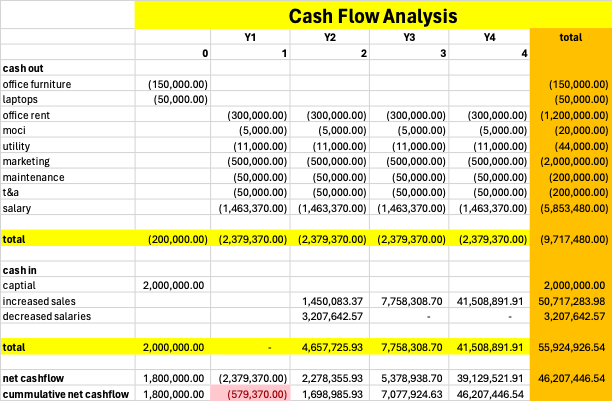 Cash Flow Analysis
Y1 Y2 Y3 Y4 total
0 1 2 3 4
cash out
office furniture (150,000.00) (150,000.00)
laptops (50,000.00) (50,000.00)
office rent (300,000.00) (300,000.00) (300,000.00) (300,000.00) (1,200,000.00)
moci (5,000.00) (5,000.00) (5,000.00) (5,000.00) (20,000.00)
utility (11,000.00) (11,000.00) (11,000.00) (11,000.00) (44,000.00)
marketing (500,000.00) (500,000.00) (500,000.00) (500,000.00) (2,000,000.00)
maintenance (50,000.00) (50,000.00) (50,000.00) (50,000.00) (200,000.00)
t&a (50,000.00) (50,000.00) (50,000.00) (50,000.00) (200,000.00)
salary (1,463,370.00) (1,463,370.00) (1,463,370.00) (1,463,370.00) (5,853,480.00)
total (200,000.00) (2,379,370.00) (2,379,370.00) (2,379,370.00) (2,379,370.00) (9,717,480.00)
cash in
captial 2,000,000.00 2,000,000.00
increased sales 1,450,083.37 7,758,308.70 41,508,891.91 50,717,283.98
decreased salaries 3,207,642.57 - - 3,207,642.57
total 2,000,000.00 - 4,657,725.93 7,758,308.70 41,508,891.91 55,924,926.54
net cashflow 1,800,000.00 (2,379,370.00) 2,278,355.93 5,378,938.70 39,129,521.91 46,207,446.54
cummulative net cashflow 1,800,000.00 (579,370.00) 1,698,985.93 7,077,924.63 46,207,446.54